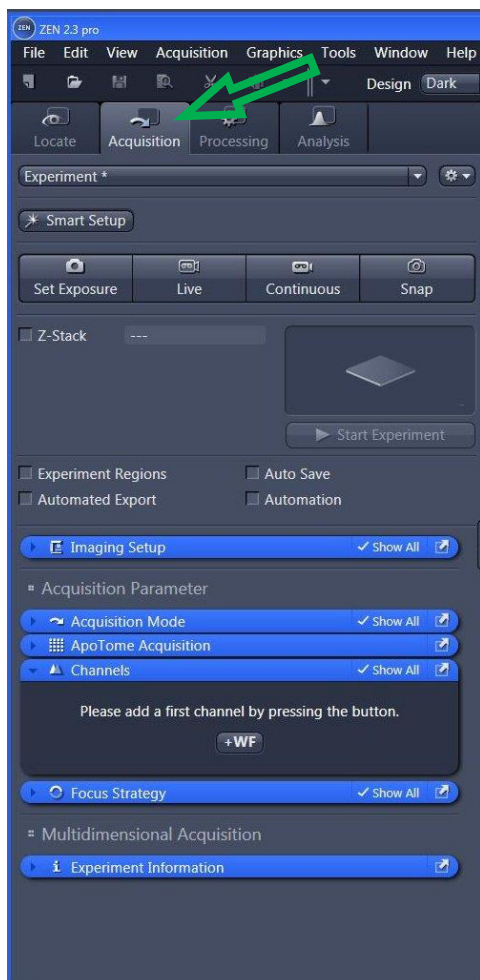 ZEN ZEN 2.3 pro
File Edit View Acquisition Graphics Tools Window Help
Design Dark
Locate Acquisition Processing Analysis
Experiment *
Smart Setup
Set Exposure Live Continuous Snap
Z-Stack ---
Start Experiment
Experiment Regions Auto Save
Automated Export Automation
Imaging Setup Show All
Acquisition Parameter
Acquisition Mode Show All
ApoTome Acquisition
Channels Show All
Please add a first channel by pressing the button.
+WF
Focus Strategy Show All
Multidimensional Acquisition
i Experiment Information